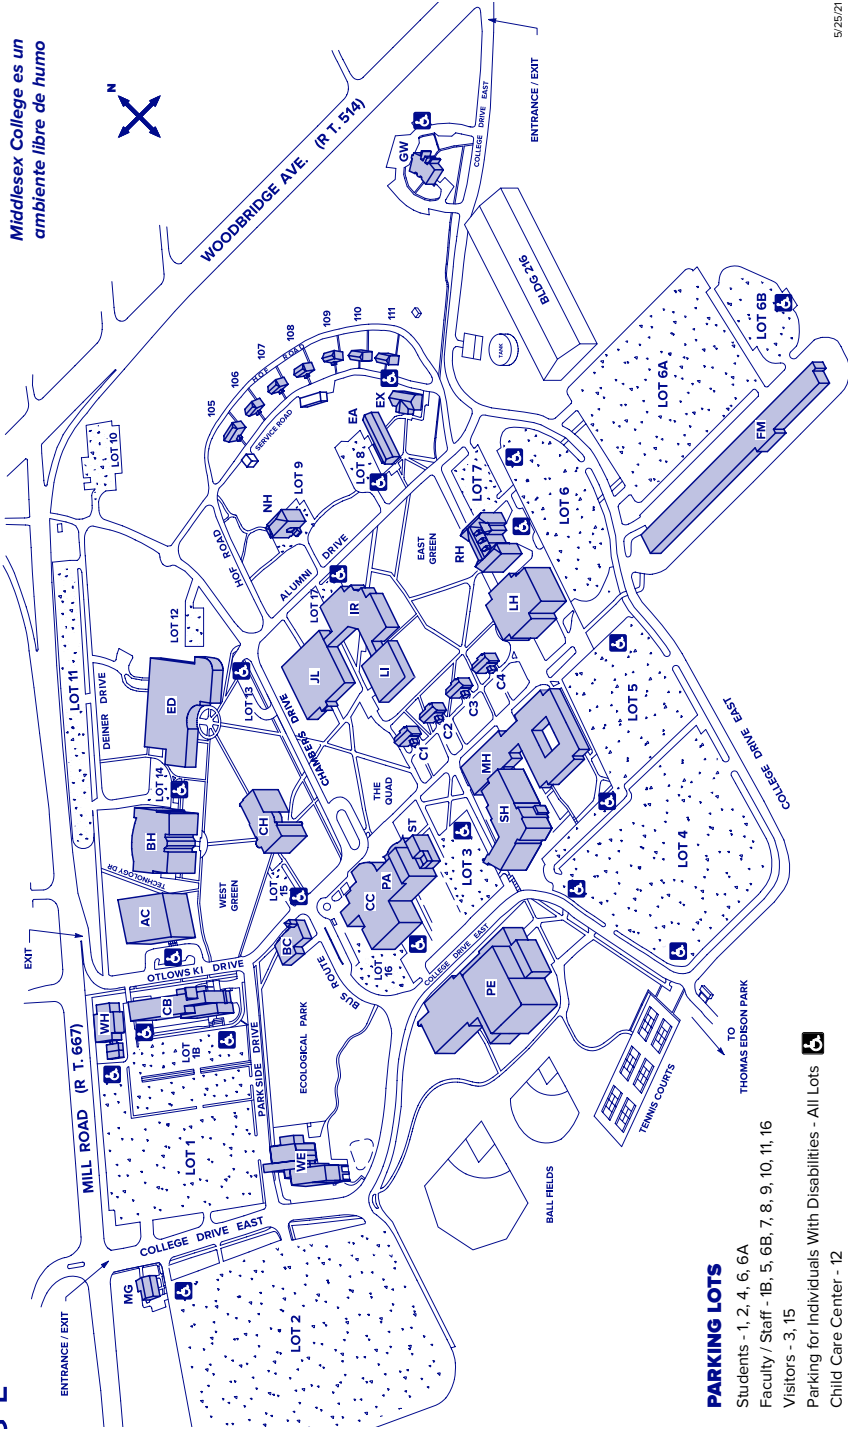 Middlesex College es un
ambiente libre de humo
N
WOODBRIDGE AVE. (R T. 514)
ENTRANCE / EXIT
COLLEGE DRIVE EAST
GW
BLDG 216
TANK
105
106
107
108
109
110
111
HOF ROAD
SERVICE ROAD
EX
EA
LOT 8
LOT 9
NH
LOT 10
HOF ROAD
ALUMNI DRIVE
EAST
GREEN
LOT 7
RH
LOT 6
LOT 6A
LOT 6B
FM
LH
LOT 5
COLLEGE DRIVE EAST
LOT 4
LOT 17
IR
JL
LI
C1
C2
C3
C4
MH
SH
LOT 3
ST
PA
CC
LOT
16
THE
QUAD
CHAMBERS DRIVE
LOT 13
LOT 12
LOT 11
DEINER DRIVE
ED
LOT 14
BH
TECHNOLOGY DR
CH
WEST
GREEN
LOT
15
BC
BUS ROUTE
AC
EXIT
OTLOWSKI DRIVE
COLLEGE DRIVE EAST
PE
MILL ROAD (R T. 667)
WH
CB
LOT
1B
PARKSIDE DRIVE
ECOLOGICAL PARK
WE
LOT 1
COLLEGE DRIVE EAST
MG
ENTRANCE / EXIT
LOT 2
BALL FIELDS
TENNIS COURTS
TO
THOMAS EDISON PARK
PARKING LOTS
Students - 1, 2, 4, 6, 6A
Faculty / Staff - 1B, 5, 6B, 7, 8, 9, 10, 11, 16
Visitors - 3, 15
Parking for Individuals With Disabilities - All Lots
Child Care Center - 12
5/25/21